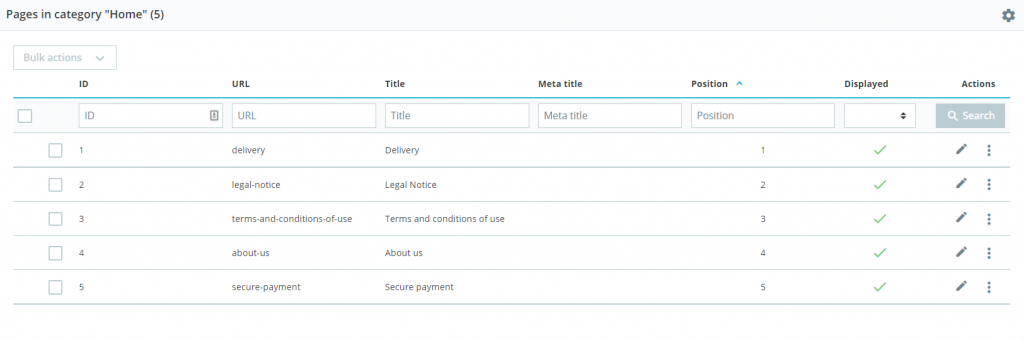 Pages in category "Home" (5)
Bulk actions
ID URL Title Meta title Position Displayed Actions
ID URL Title Meta title Position Search
1 delivery Delivery 1
2 legal-notice Legal Notice 2
3 terms-and-conditions-of-use Terms and conditions of use 3
4 about-us About us 4
5 secure-payment Secure payment 5